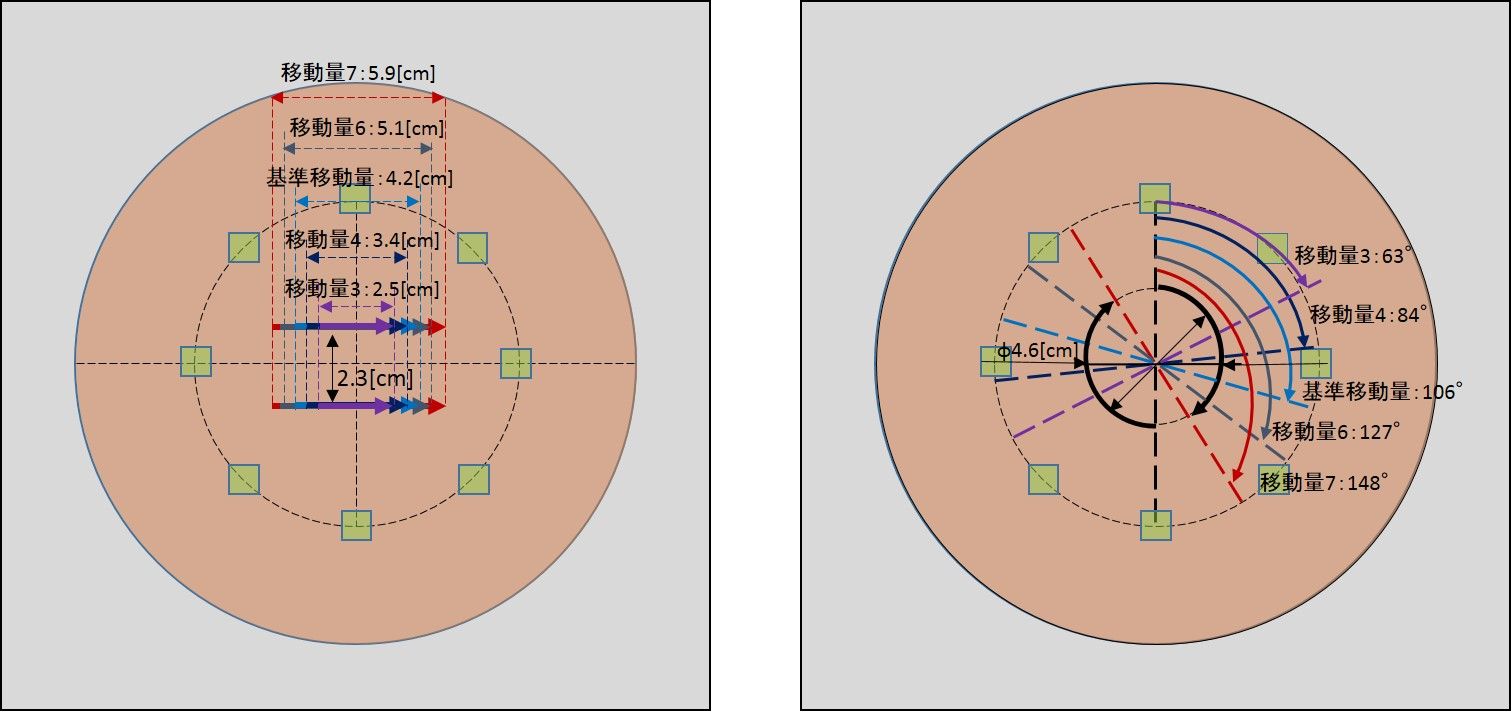 移動量7:5.9[cm]
移動量6:5.1[cm]
基準移動量:4.2[cm]
移動量4:3.4[cm]
移動量3:2.5[cm]
2.3[cm]
移動量3:63°
移動量4:84°
φ4.6[cm]
基準移動量:106°
移動量6:127°
移動量7:148°